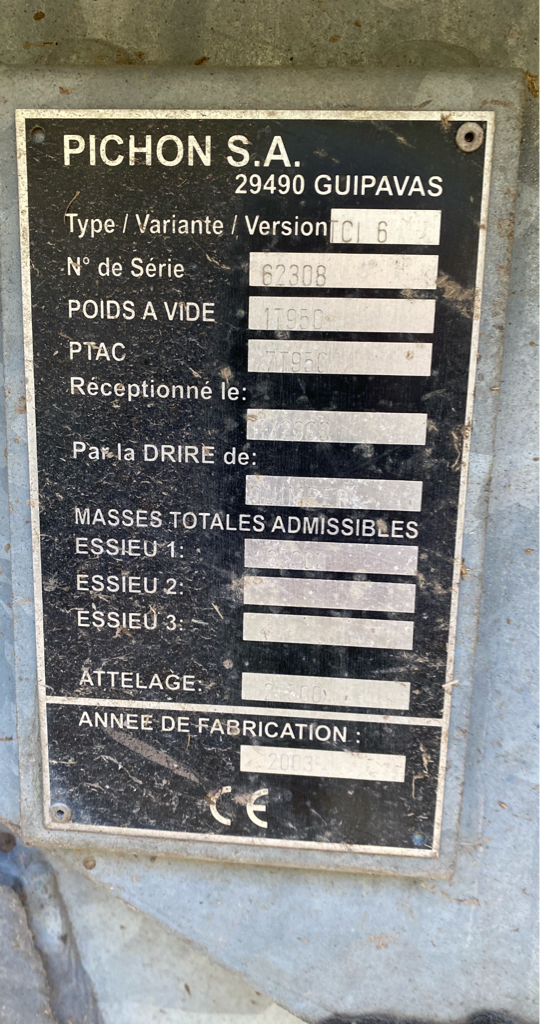 PICHON S.A.
29490 GUIPAVAS
Type / Variante / Version TCI 6
N° de Série 62308
POIDS A VIDE 1T950
PTAC 7T950
Réceptionné le:
Par la DRIRE de:
MASSES TOTALES ADMISSIBLES
ESSIEU 1:
ESSIEU 2:
ESSIEU 3:
ATTELAGE:
ANNEE DE FABRICATION :
2003
CE